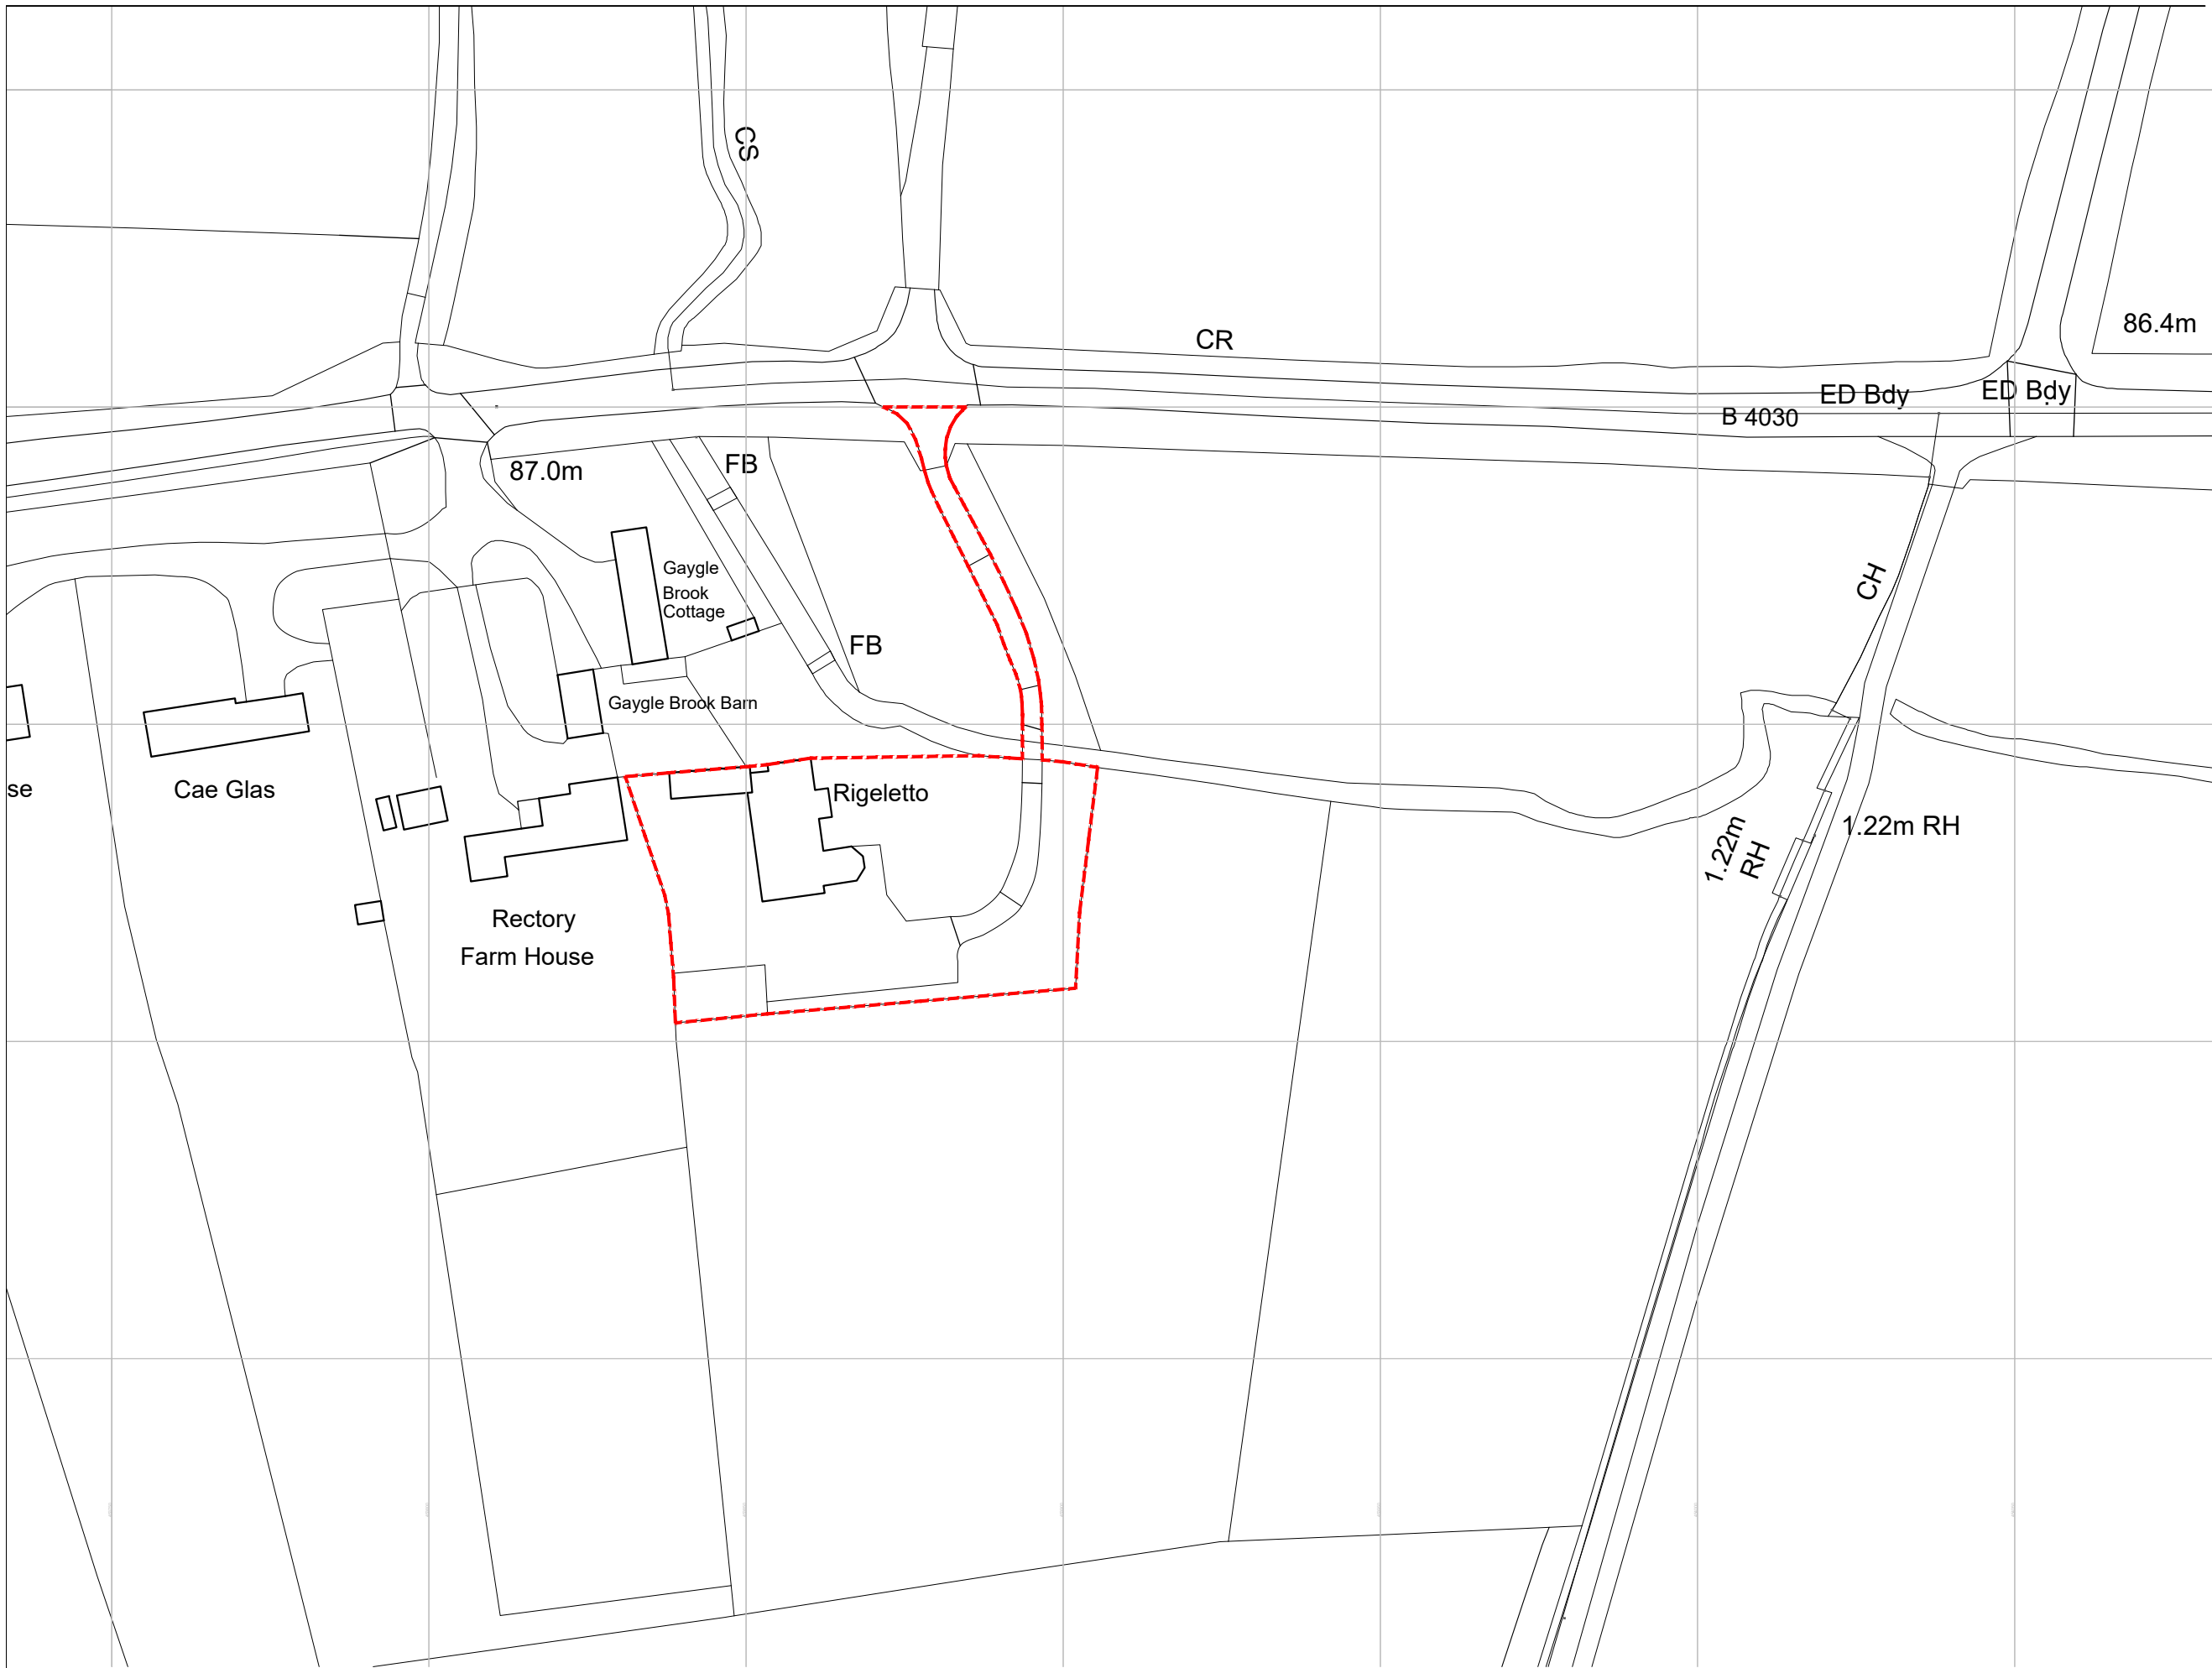 CS
CR
86.4m
ED Bdy
ED Bdy
B 4030
87.0m
FB
Gaygle
Brook
Cottage
CH
FB
Gaygle Brook Barn
se
Cae Glas
Rigeletto
1.22m
RH
1.22m RH
Rectory
Farm House